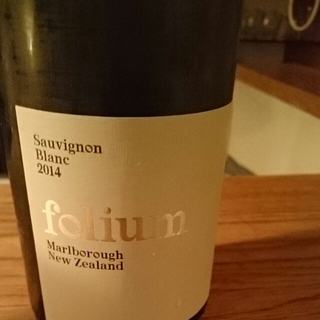 Sauvignon
Blanc
2014
folium
Marlborough
New Zealand